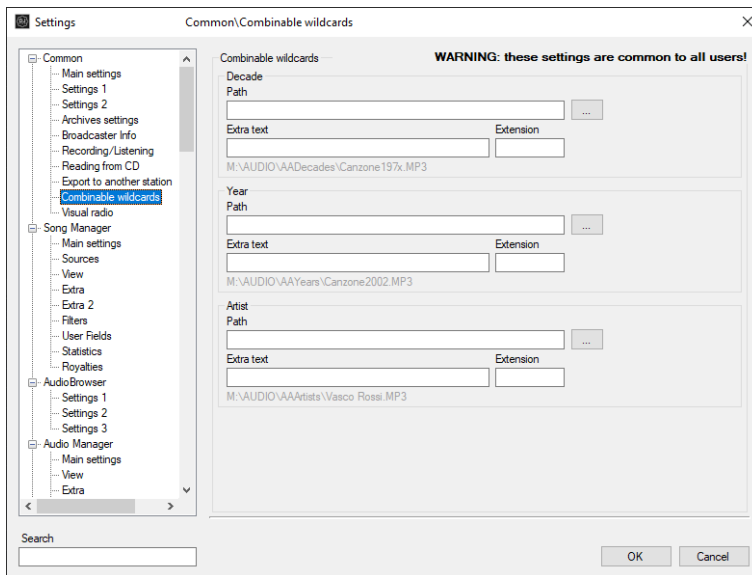 Settings
Common\Combinable wildcards
Common
Main settings
Settings 1
Settings 2
Archives settings
Broadcaster Info
Recording/Listening
Reading from CD
Export to another station
Combinable wildcards
Visual radio
Song Manager
Main settings
Sources
View
Extra
Extra 2
Filters
User Fields
Statistics
Royalties
AudioBrowser
Settings 1
Settings 2
Settings 3
Audio Manager
Main settings
View
Extra
Search
Combinable wildcards
WARNING: these settings are common to all users!
Decade
Path
...
Extra text Extension
M:\AUDIO\AADecades\Canzone197x.MP3
Year
Path
...
Extra text Extension
M:\AUDIO\AAYears\Canzone2002.MP3
Artist
Path
...
Extra text Extension
M:\AUDIO\AAArtists\Vasco Rossi.MP3
OK Cancel